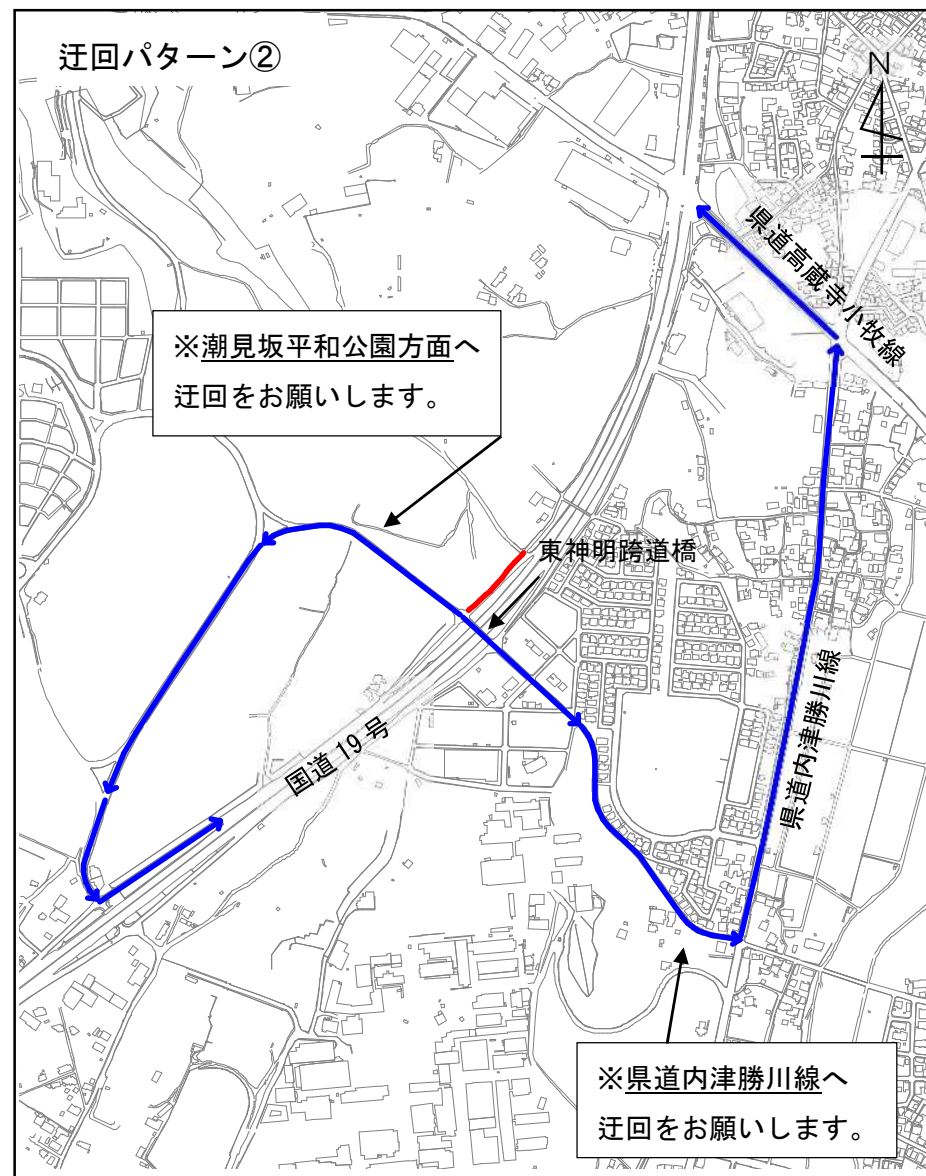 迂回パターン②
N
県道高蔵寺小牧線
※潮見坂平和公園方面へ
迂回をお願いします。
東神明跨道橋
国道19号
県道内津勝川線
※県道内津勝川線へ
迂回をお願いします。